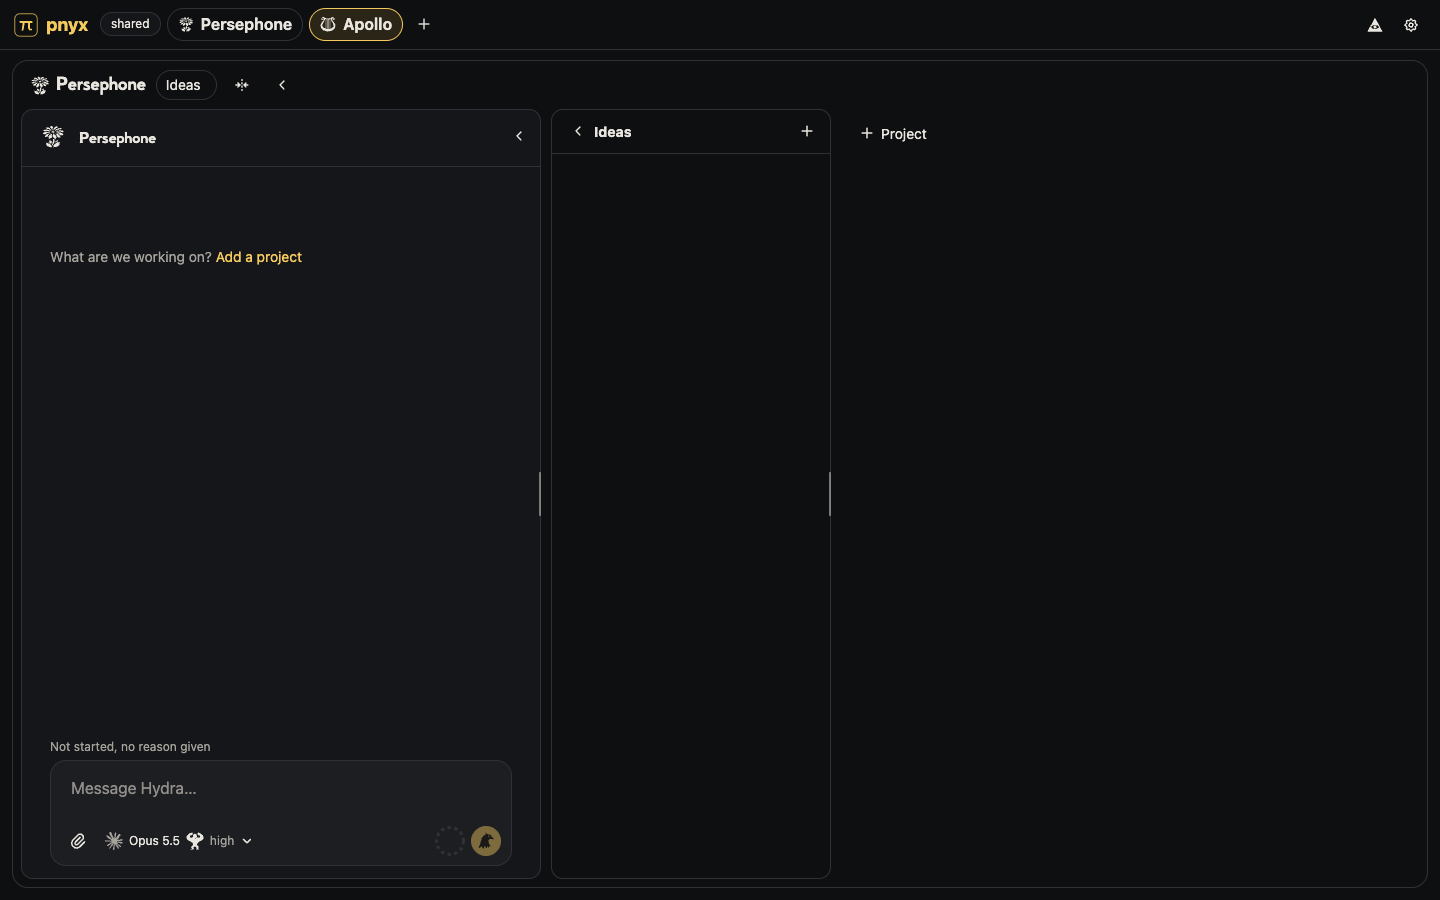 π pnyx shared Persephone Apollo
Persephone Ideas
Persephone
Ideas
Project
What are we working on? Add a project
Not started, no reason given
Message Hydra...
Opus 5.5 high